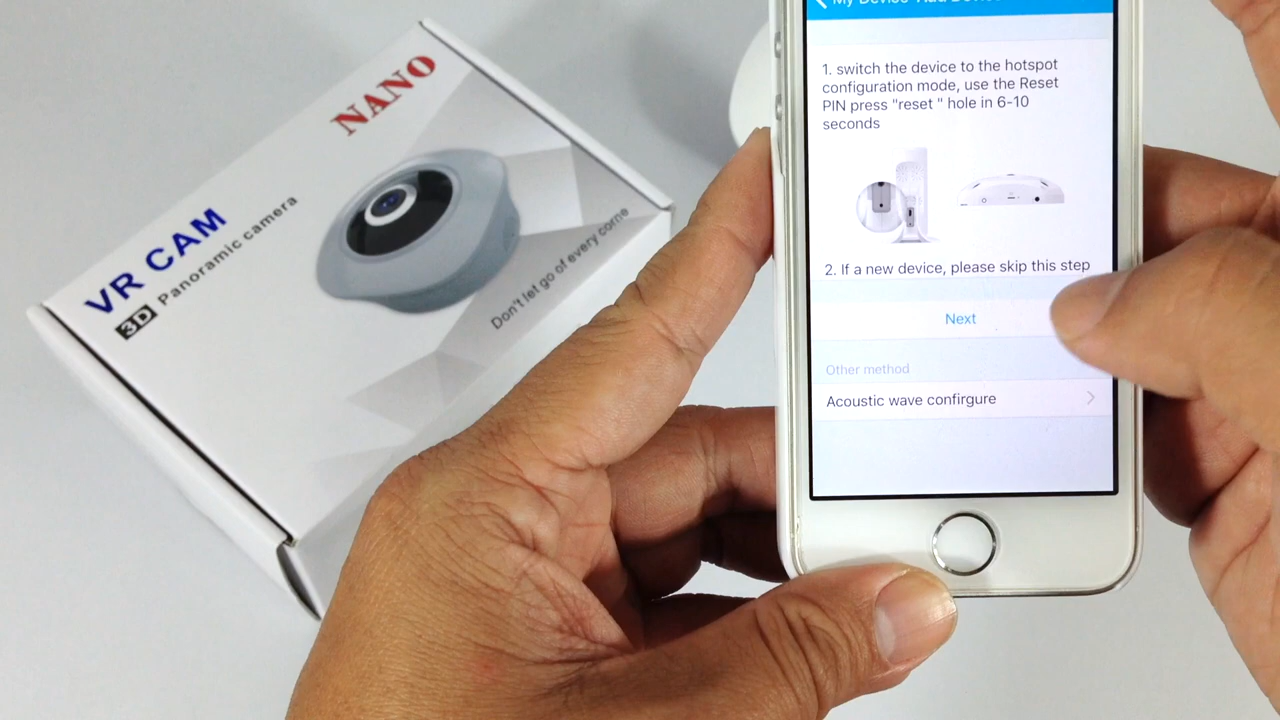 NANO
VR CAM
3D Panoramic camera
Don't let go of every corne
My Device
1. switch the device to the hotspot
configuration mode, use the Reset
PIN press "reset " hole in 6-10
seconds
2. If a new device, please skip this step
Next
Other method
Acoustic wave confirgure